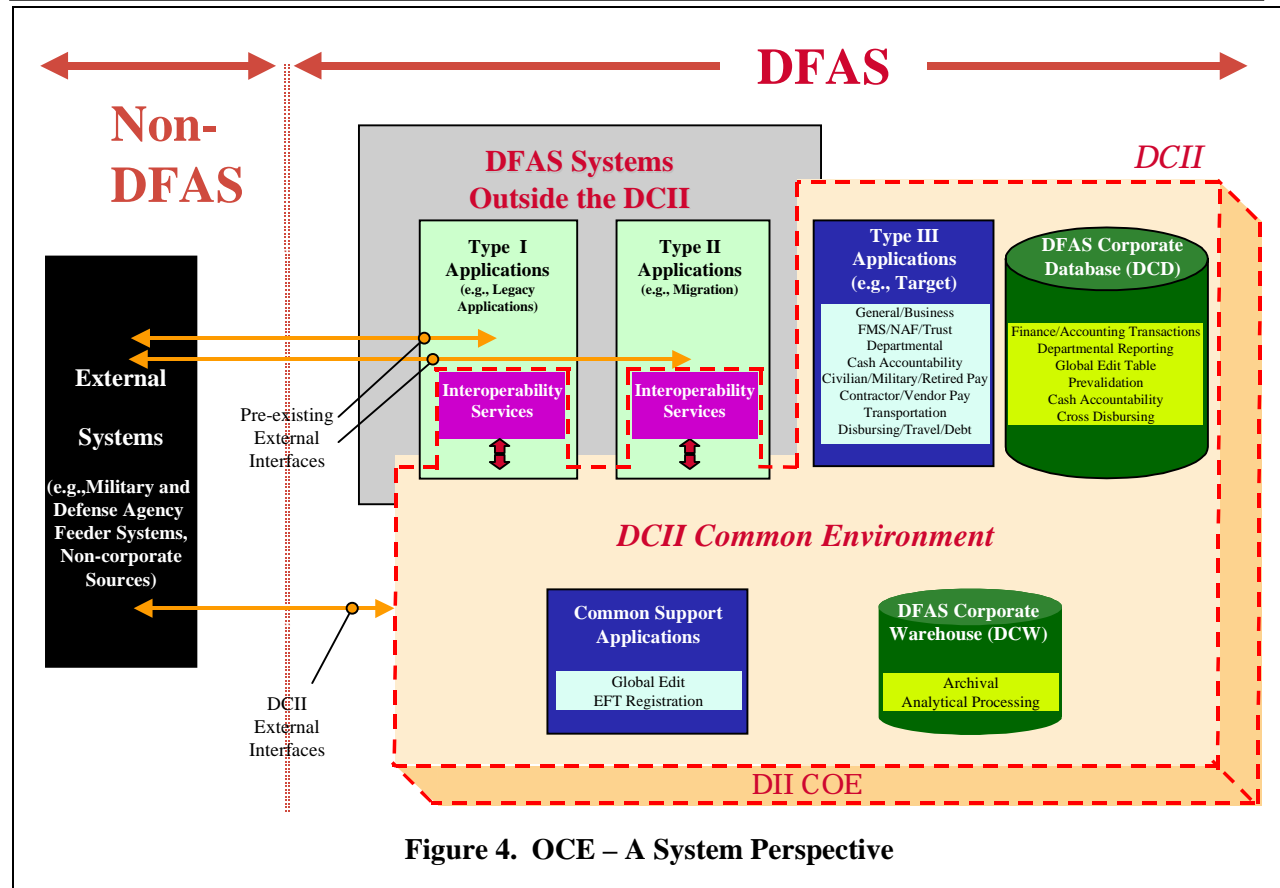 DFAS
Non-
DFAS
DCII
DFAS Systems
Outside the DCII
Type I
Applications
(e.g., Legacy
Applications)
Type II
Applications
(e.g., Migration)
Type III
Applications
(e.g., Target)
General/Business
FMS/NAF/Trust
Departmental
Cash Accountability
Civilian/Military/Retired Pay
Contractor/Vendor Pay
Transportation
Disbursing/Travel/Debt
DFAS Corporate
Database (DCD)
Finance/Accounting Transactions
Departmental Reporting
Global Edit Table
Prevalidation
Cash Accountability
Cross Disbursing
External
Systems
(e.g.,Military and
Defense Agency
Feeder Systems,
Non-corporate
Sources)
Interoperability
Services
Interoperability
Services
Pre-existing
External
Interfaces
DCII Common Environment
Common Support
Applications
Global Edit
EFT Registration
DFAS Corporate
Warehouse (DCW)
Archival
Analytical Processing
DCII
External
Interfaces
DII COE
Figure 4. OCE – A System Perspective